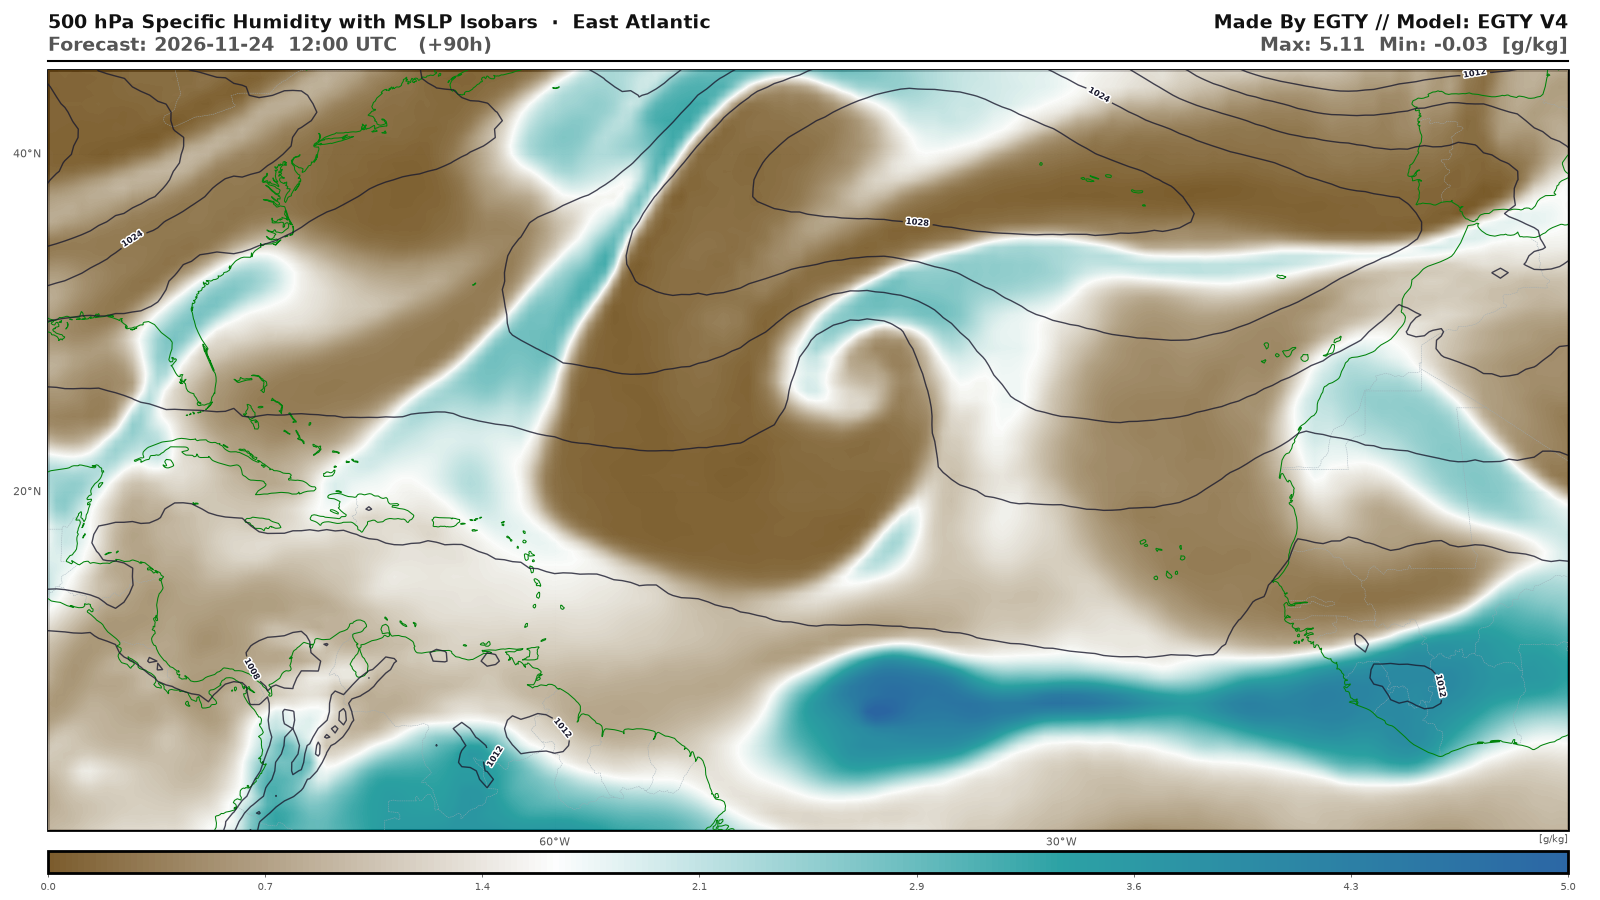 500 hPa Specific Humidity with MSLP Isobars · East Atlantic
Made By EGTY // Model: EGTY V4
Forecast: 2026-11-24 12:00 UTC (+90h)
Max: 5.11 Min: -0.03 [g/kg]
1012
1024
40°N
1028
1024
20°N
1008
1012
1012
1012
60°W
30°W
[g/kg]
0.0
0.7
1.4
2.1
2.9
3.6
4.3
5.0